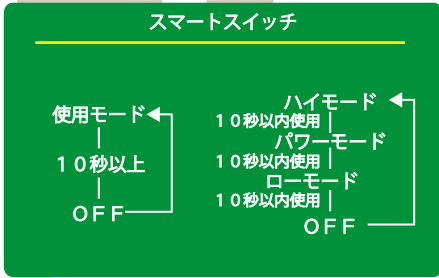 スマートスイッチ
使用モード
１０秒以上
ＯＦＦ
ハイモード
１０秒以内使用
パワーモード
１０秒以内使用
ローモード
１０秒以内使用
ＯＦＦ